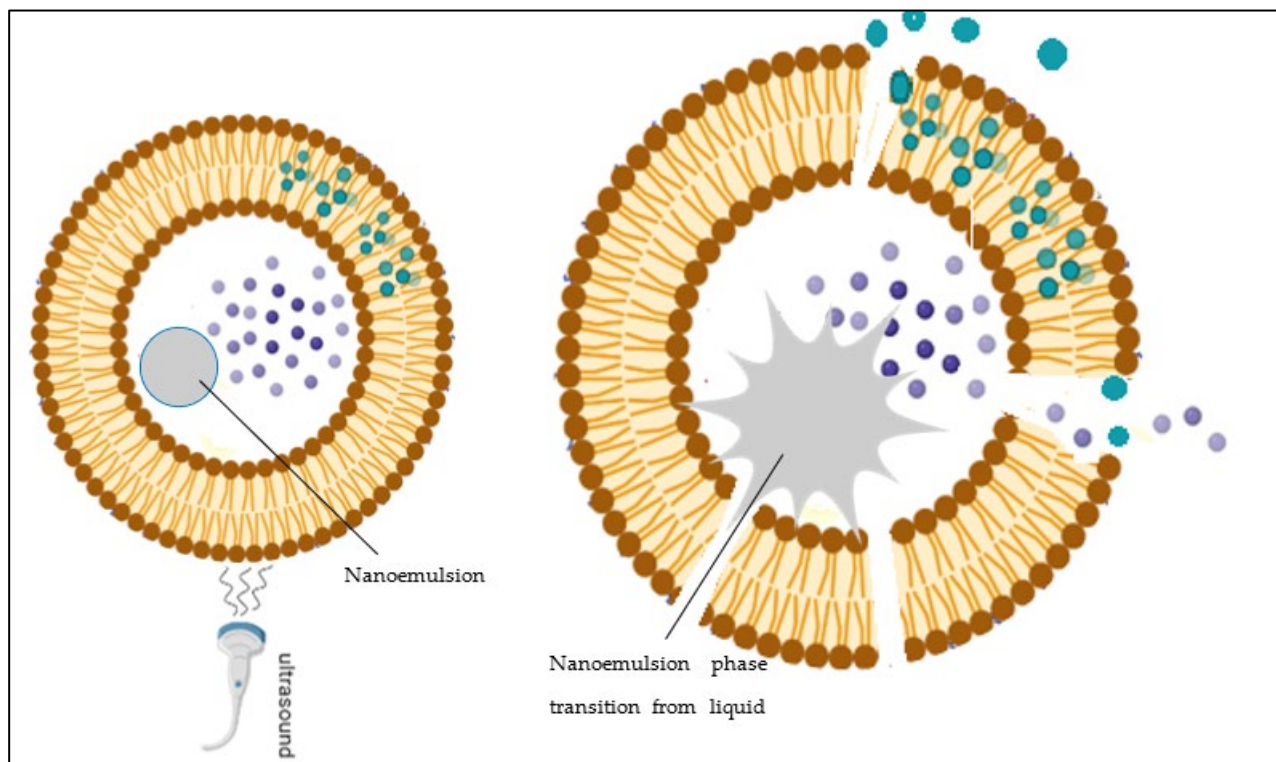 Nanoemulsion
ultrasound
Nanoemulsion phase
transition from liquid